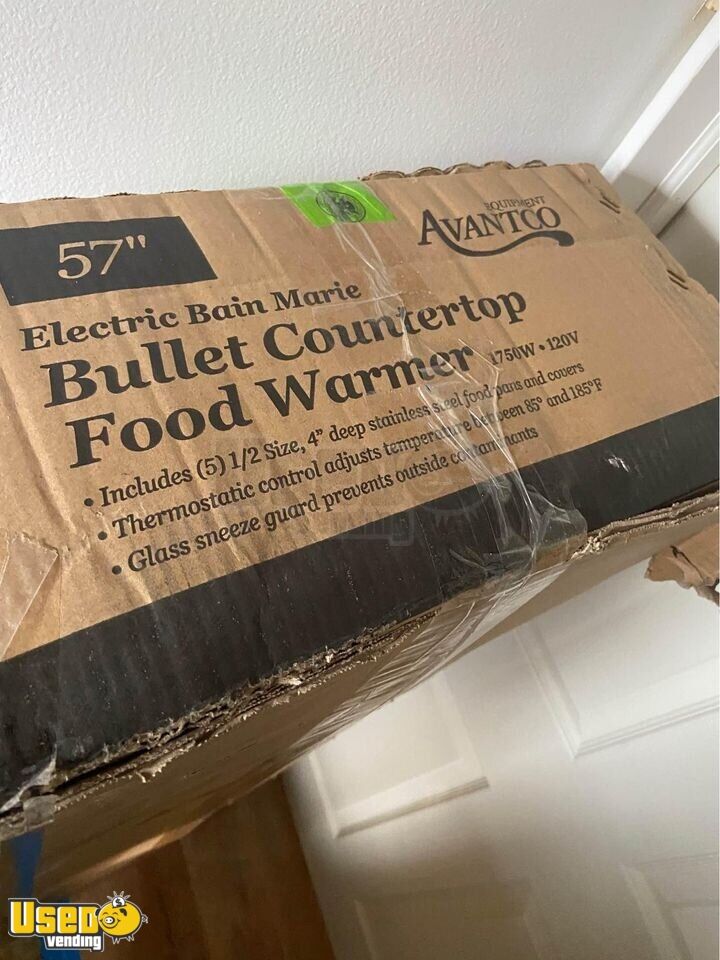 57"
EQUIPMENT
AVANTCO
Electric Bain Marie
Bullet Countertop
Food Warmer 1750W • 120V
• Includes (5) 1/2 Size, 4" deep stainless steel food pans and covers
• Thermostatic control adjusts temperature between 85° and 185°F
• Glass sneeze guard prevents outside contaminants
USED
vending